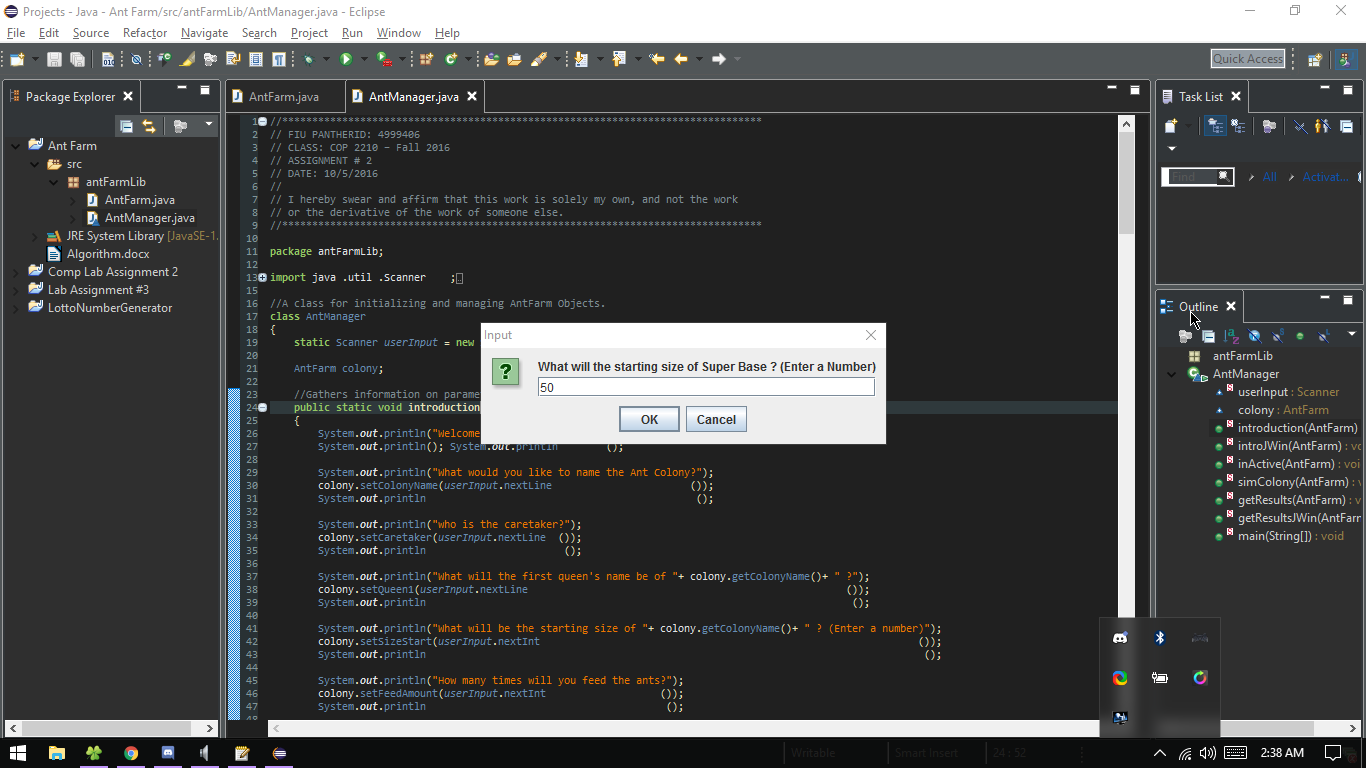 Projects - Java - Ant Farm/src/antFarmLib/AntManager.java - Eclipse
File Edit Source Refactor Navigate Search Project Run Window Help
Quick Access
Package Explorer
Ant Farm
src
antFarmLib
AntFarm.java
AntManager.java
JRE System Library [JavaSE-1.
Algorithm.docx
Comp Lab Assignment 2
Lab Assignment #3
LottoNumberGenerator
AntFarm.java
AntManager.java
1 //********************************************************************************
2 // FIU PANTHERID: 4999406
3 // CLASS: COP 2210 - Fall 2016
4 // ASSIGNMENT # 2
5 // DATE: 10/5/2016
6 //
7 // I hereby swear and affirm that this work is solely my own, and not the work
8 // or the derivative of the work of someone else.
9 //********************************************************************************
10
11 package antFarmLib;
12
13 import java .util .Scanner ;
15
16 //A class for initializing and managing AntFarm Objects.
17 class AntManager
18 {
19 static Scanner userInput = new
20
21 AntFarm colony;
22
23 //Gathers information on parame
24 public static void introduction
25 {
26 System.out.println("Welcome
27 System.out.println(); System.out.println ();
28
29 System.out.println("What would you like to name the Ant Colony?");
30 colony.setColonyName(userInput.nextLine ());
31 System.out.println ();
32
33 System.out.println("who is the caretaker?");
34 colony.setCaretaker(userInput.nextLine ());
35 System.out.println ();
36
37 System.out.println("What will the first queen's name be of "+ colony.getColonyName()+ " ?");
38 colony.setQueen1(userInput.nextLine ());
39 System.out.println ();
40
41 System.out.println("What will be the starting size of "+ colony.getColonyName()+ " ? (Enter a number)");
42 colony.setSizeStart(userInput.nextInt ());
43 System.out.println ();
44
45 System.out.println("How many times will you feed the ants?");
46 colony.setFeedAmount(userInput.nextInt ());
47 System.out.println ();
48
Input
What will the starting size of Super Base ? (Enter a Number)
50
OK Cancel
Task List
Find All Activat...
Outline
antFarmLib
AntManager
userInput : Scanner
colony : AntFarm
introduction(AntFarm)
introJWin(AntFarm) : vo
inActive(AntFarm) : voi
simColony(AntFarm) : v
getResults(AntFarm) : v
getResultsJWin(AntFarr
main(String[]) : void
Writable Smart Insert 24 : 52
2:38 AM